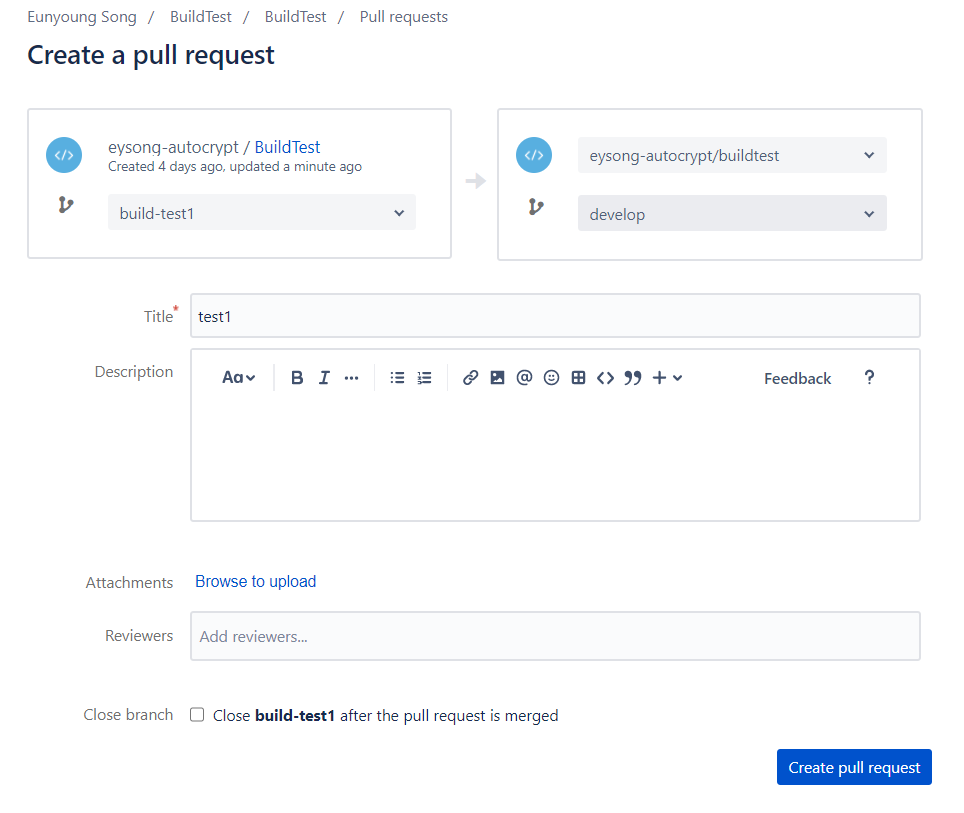 Eunyoung Song / BuildTest / BuildTest / Pull requests
Create a pull request
eysong-autocrypt / BuildTest
Created 4 days ago, updated a minute ago
build-test1
eysong-autocrypt/buildtest
develop
Title*
test1
Description
Aa
B I ... @ <> +
Feedback ?
Attachments
Browse to upload
Reviewers
Add reviewers...
Close branch
Close build-test1 after the pull request is merged
Create pull request